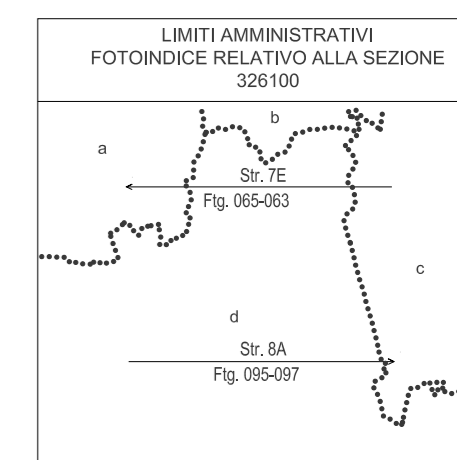 LIMITI AMMINISTRATIVI
FOTOINDICE RELATIVO ALLA SEZIONE
326100
b
a
Str. 7E
Ftg. 065-063
c
d
Str. 8A
Ftg. 095-097